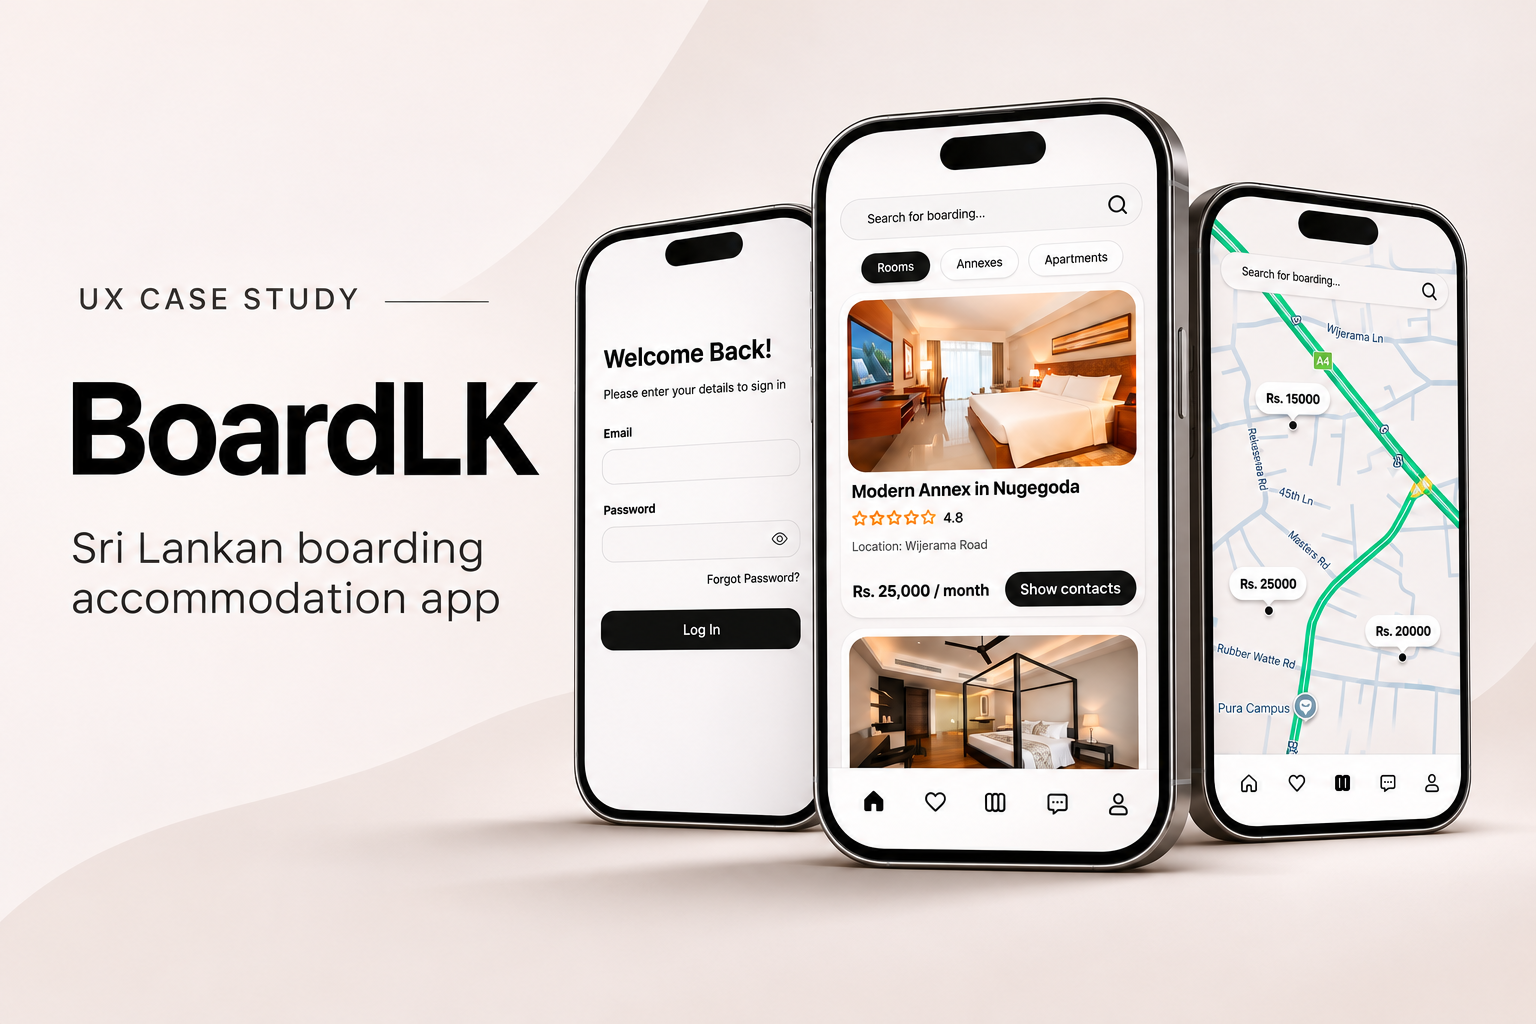 UX CASE STUDY
BoardLK
Sri Lankan boarding
accommodation app
Welcome Back!
Please enter your details to sign in
Email
Password
Forgot Password?
Log In
Search for boarding...
Rooms
Annexes
Apartments
Modern Annex in Nugegoda
4.8
Location: Wijerama Road
Rs. 25,000 / month
Show contacts
Search for boarding...
Wijerama Ln
A4
Rs. 15000
45th Ln
Masters Rd
Rs. 25000
Rs. 20000
Rubber Watte Rd
Pura Campus